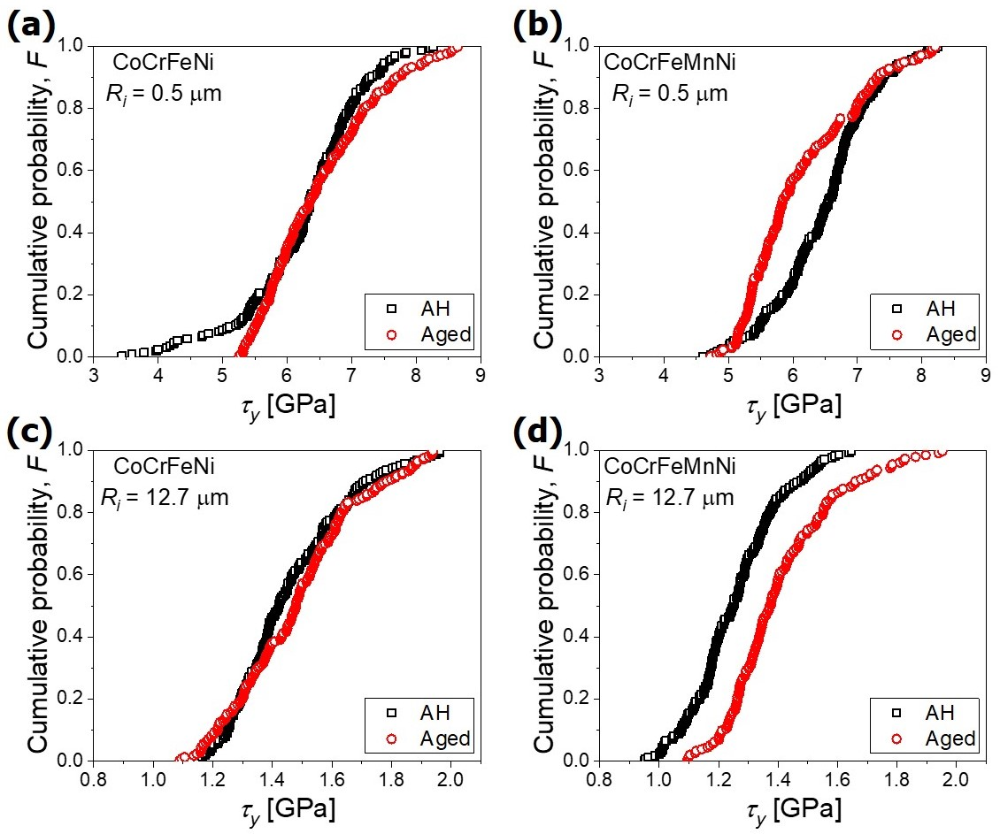 (a)
1.0
0.8
0.6
0.4
0.2
0.0
Cumulative probability, F
CoCrFeNi
Ri = 0.5 μm
AH
Aged
3 4 5 6 7 8 9
τy [GPa]
(b)
1.0
0.8
0.6
0.4
0.2
0.0
Cumulative probability, F
CoCrFeMnNi
Ri = 0.5 μm
AH
Aged
3 4 5 6 7 8 9
τy [GPa]
(c)
1.0
0.8
0.6
0.4
0.2
0.0
Cumulative probability, F
CoCrFeNi
Ri = 12.7 μm
AH
Aged
0.8 1.0 1.2 1.4 1.6 1.8 2.0
τy [GPa]
(d)
1.0
0.8
0.6
0.4
0.2
0.0
Cumulative probability, F
CoCrFeMnNi
Ri = 12.7 μm
AH
Aged
0.8 1.0 1.2 1.4 1.6 1.8 2.0
τy [GPa]